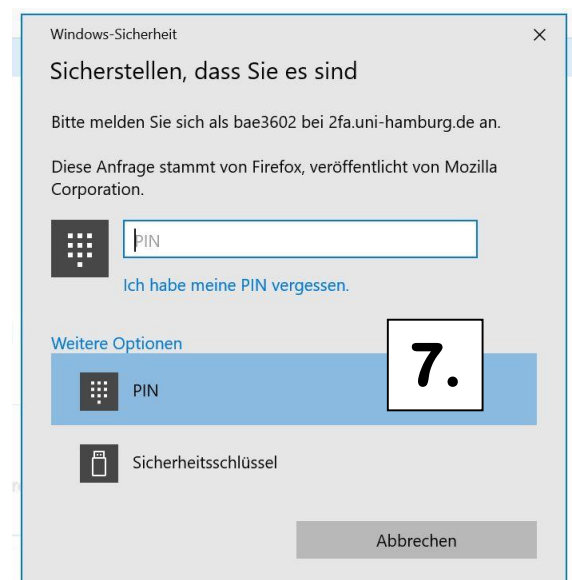 Windows-Sicherheit
Sicherstellen, dass Sie es sind
Bitte melden Sie sich als bae3602 bei 2fa.uni-hamburg.de an.
Diese Anfrage stammt von Firefox, veröffentlicht von Mozilla
Corporation.
PIN
Ich habe meine PIN vergessen.
Weitere Optionen
7.
PIN
Sicherheitsschlüssel
Abbrechen